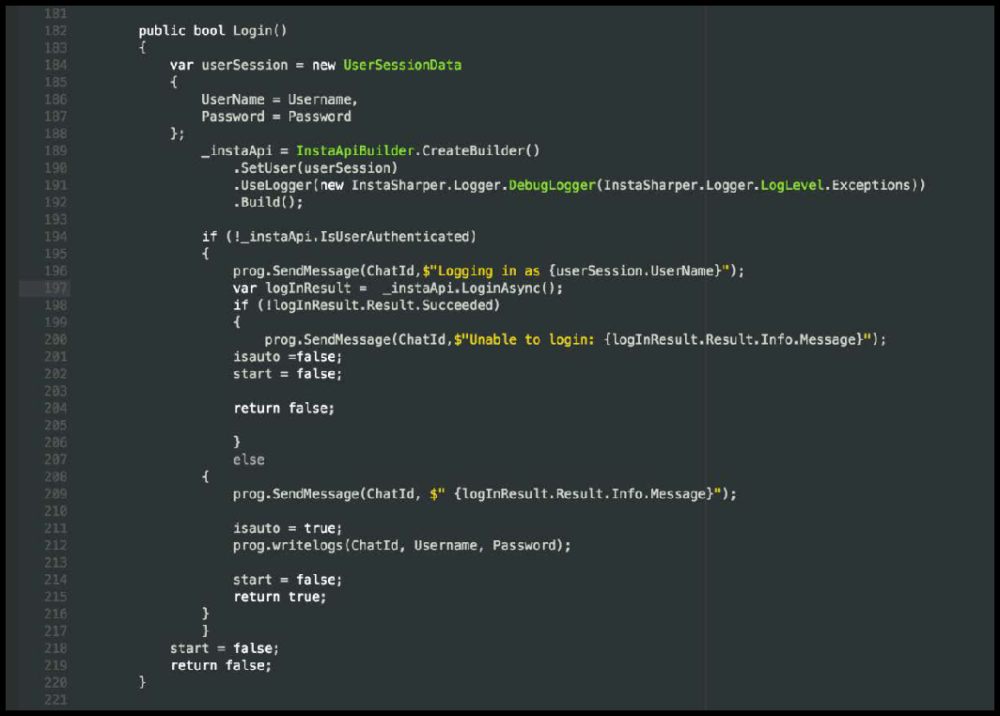 181
182 public bool Login()
183 {
184 var userSession = new UserSessionData
185 {
186 UserName = Username,
187 Password = Password
188 };
189 _instaApi = InstaApiBuilder.CreateBuilder()
190 .SetUser(userSession)
191 .UseLogger(new InstaSharper.Logger.DebugLogger(InstaSharper.Logger.LogLevel.Exceptions))
192 .Build();
193
194 if (!_instaApi.IsUserAuthenticated)
195 {
196 prog.SendMessage(ChatId,$"Logging in as {userSession.UserName}");
197 var logInResult =  _instaApi.LoginAsync();
198 if (!logInResult.Result.Succeeded)
199 {
200 prog.SendMessage(ChatId,$"Unable to login: {logInResult.Result.Info.Message}");
201 isauto =false;
202 start = false;
203
204 return false;
205
206 }
207 else
208 {
209 prog.SendMessage(ChatId, $" {logInResult.Result.Info.Message}");
210
211 isauto = true;
212 prog.writelogs(ChatId, Username, Password);
213
214 start = false;
215 return true;
216 }
217 }
218 start = false;
219 return false;
220 }
221